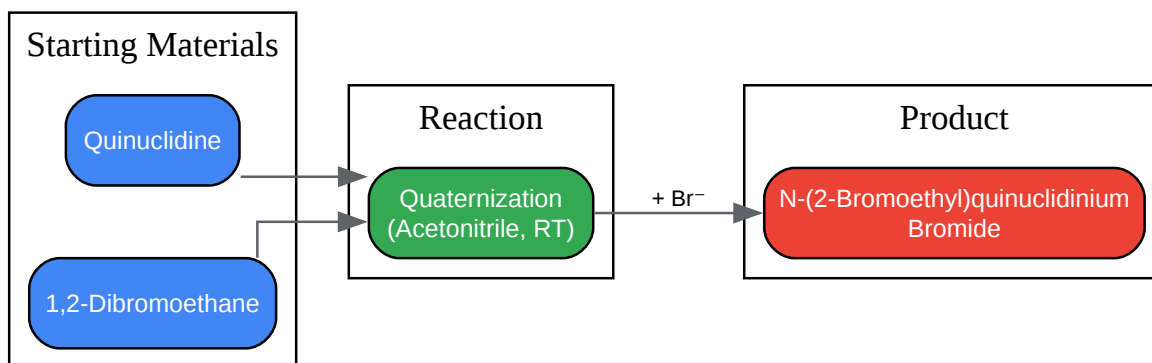 Starting Materials
Quinuclidine
1,2-Dibromoethane
Reaction
Quaternization
(Acetonitrile, RT)
+ Br⁻
Product
N-(2-Bromoethyl)quinuclidinium
Bromide